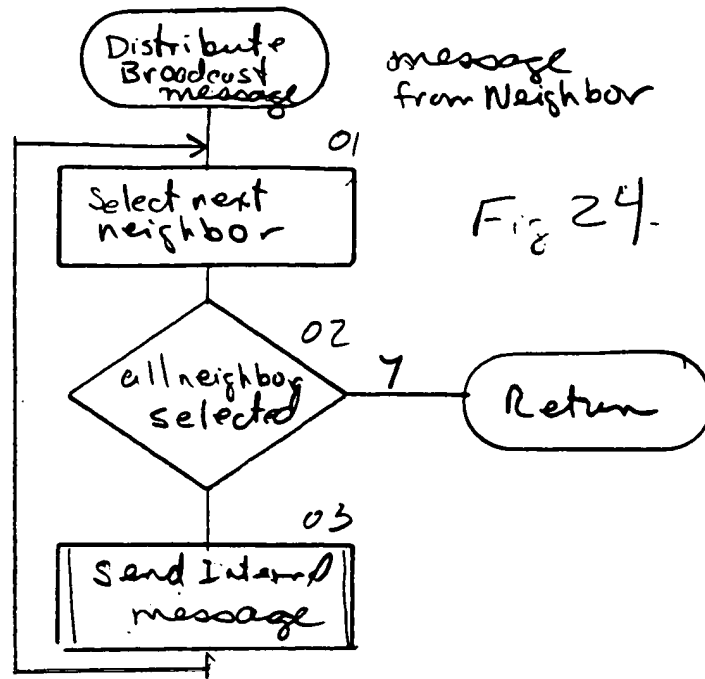 Distribute
Broadcast
message
message
from Neighbor
01
Select next
neighbor
Fig 24.
02
all neighbor
selected
Y
Return
03
Send Internal
message